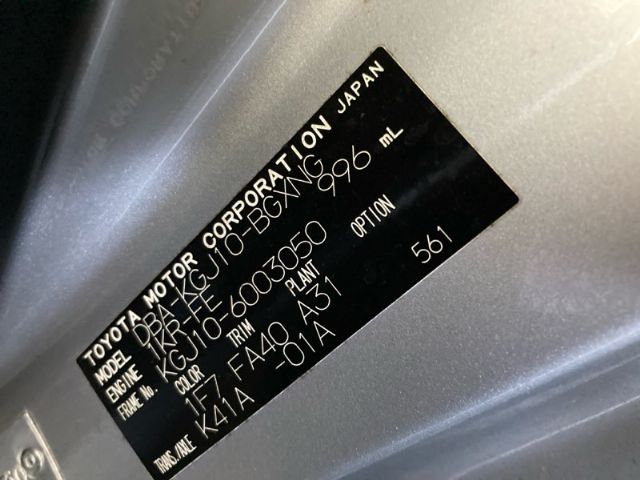 TOYOTA MOTOR CORPORATION JAPAN
MODEL DBA-KGJ10-BGXNG
ENGINE 1KR-FE 996 mL
FRAME No. KGJ10-6003050
COLOR TRIM PLANT OPTION
1F7 FA40 A31 561
TRANS./AXLE K41A -01A